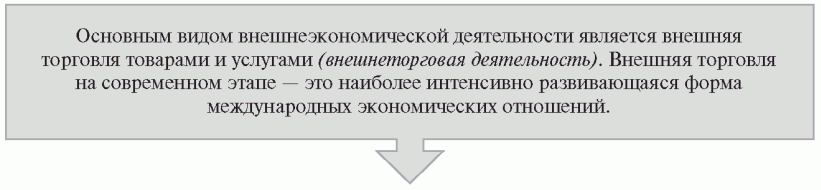 Основным видом внешнеэкономической деятельности является внешняя
торговля товарами и услугами (внешнеторговая деятельность). Внешняя торговля
на современном этапе — это наиболее интенсивно развивающаяся форма
международных экономических отношений.